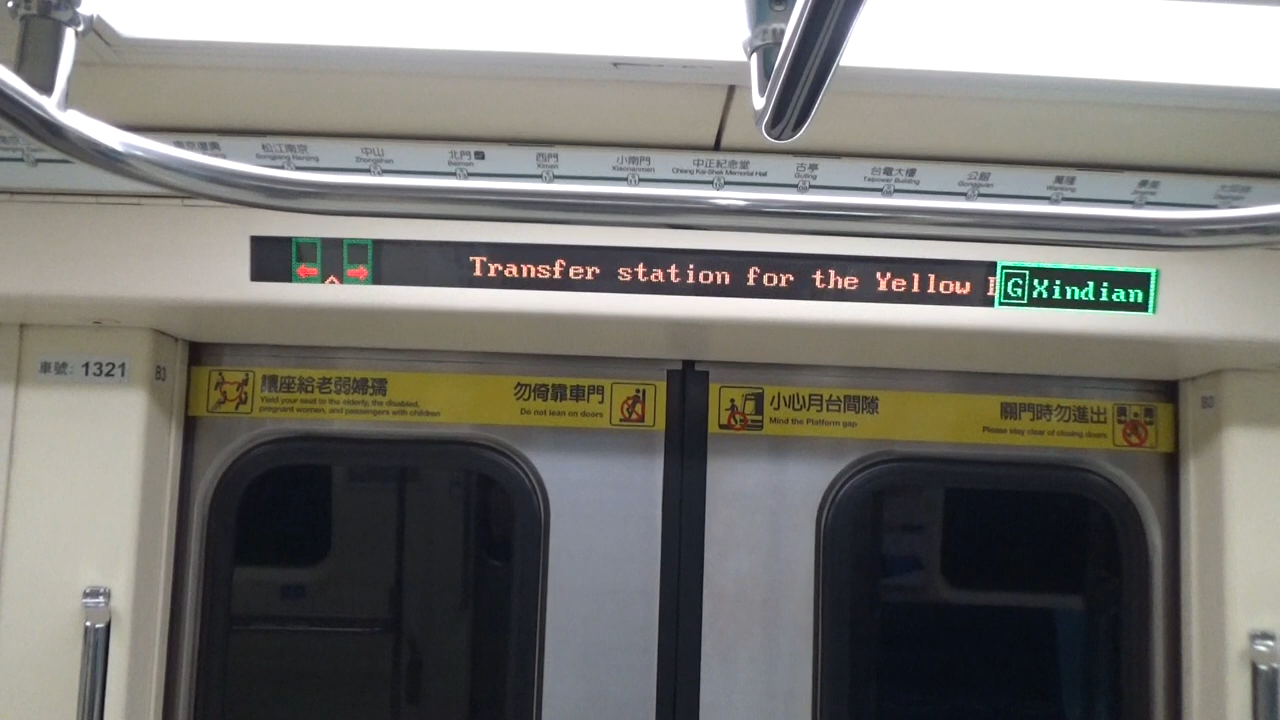 松江南京
Songjiang Nanjing
中山
Zhongshan
北門
Beimen
西門
Ximen
小南門
Xiaonanmen
中正紀念堂
Chiang Kai-Shek Memorial Hall
古亭
Guting
台電大樓
Taipower Building
公館
Gongguan
萬隆
Wanlong
Transfer station for the Yellow
G Xindian
車號: 1321
B3
讓座給老弱婦孺
Yield your seat to the elderly, the disabled,
pregnant women, and passengers with children
勿倚靠車門
Do not lean on doors
小心月台間隙
Mind the Platform gap
關門時勿進出
Please stay clear of closing doors